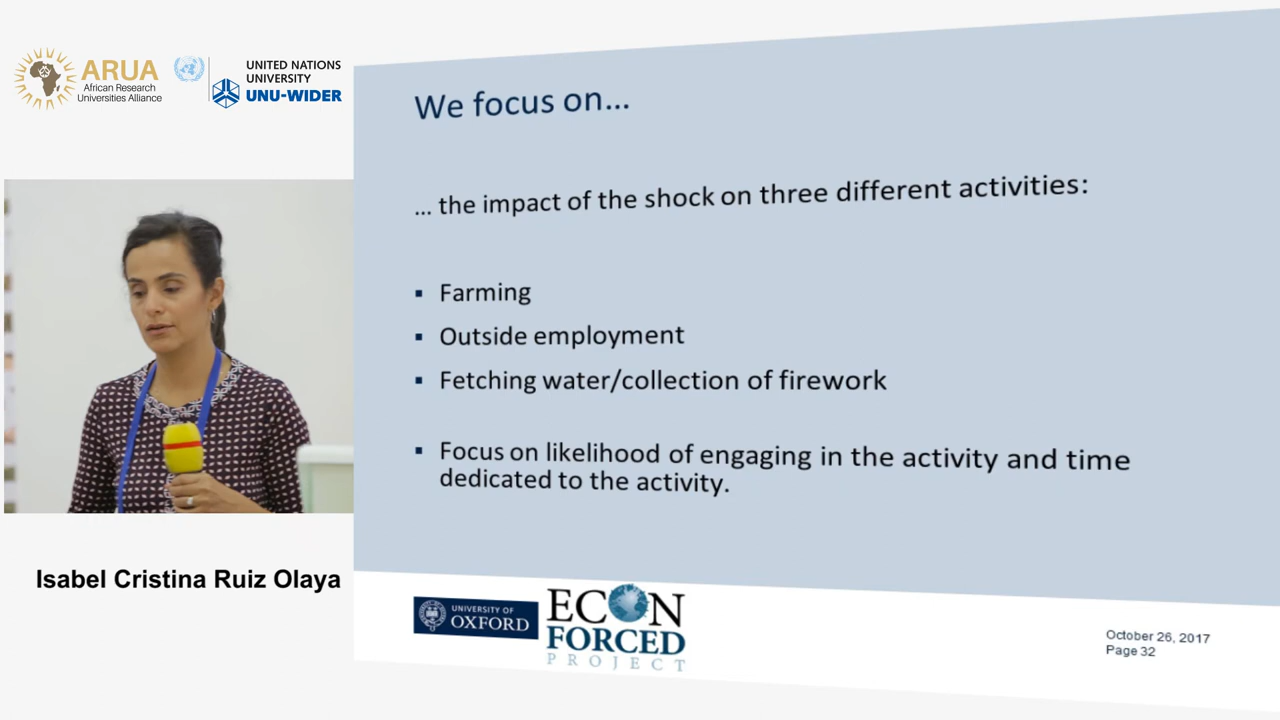 ARUA
African Research
Universities Alliance
UNITED NATIONS
UNIVERSITY
UNU-WIDER
We focus on...
... the impact of the shock on three different activities:
▪ Farming
▪ Outside employment
▪ Fetching water/collection of firework
▪ Focus on likelihood of engaging in the activity and time
dedicated to the activity.
Isabel Cristina Ruiz Olaya
UNIVERSITY OF
OXFORD
ECON
FORCED
PROJECT
October 26, 2017
Page 32